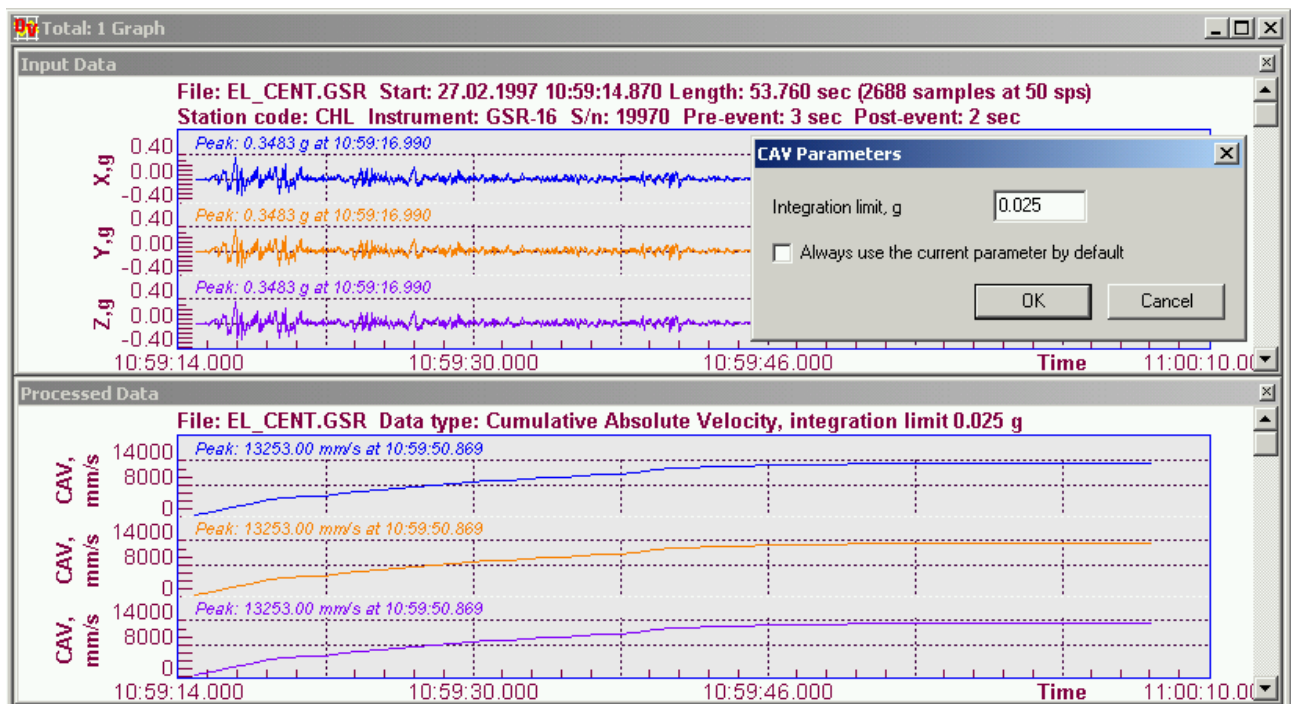 Total: 1 Graph
Input Data
File: EL_CENT.GSR Start: 27.02.1997 10:59:14.870 Length: 53.760 sec (2688 samples at 50 sps)
Station code: CHL Instrument: GSR-16 S/n: 19970 Pre-event: 3 sec Post-event: 2 sec
X,g
0.40
0.00
-0.40
Peak: 0.3483 g at 10:59:16.990
Y,g
0.40
0.00
-0.40
Peak: 0.3483 g at 10:59:16.990
Z,g
0.40
0.00
-0.40
Peak: 0.3483 g at 10:59:16.990
10:59:14.000 10:59:30.000 10:59:46.000 Time 11:00:10.00
CAV Parameters
Integration limit, g 0.025
Always use the current parameter by default
OK Cancel
Processed Data
File: EL_CENT.GSR Data type: Cumulative Absolute Velocity, integration limit 0.025 g
CAV,
mm/s
14000
8000
0
Peak: 13253.00 mm/s at 10:59:50.869
CAV,
mm/s
14000
8000
0
Peak: 13253.00 mm/s at 10:59:50.869
CAV,
mm/s
14000
8000
0
Peak: 13253.00 mm/s at 10:59:50.869
10:59:14.000 10:59:30.000 10:59:46.000 Time 11:00:10.00